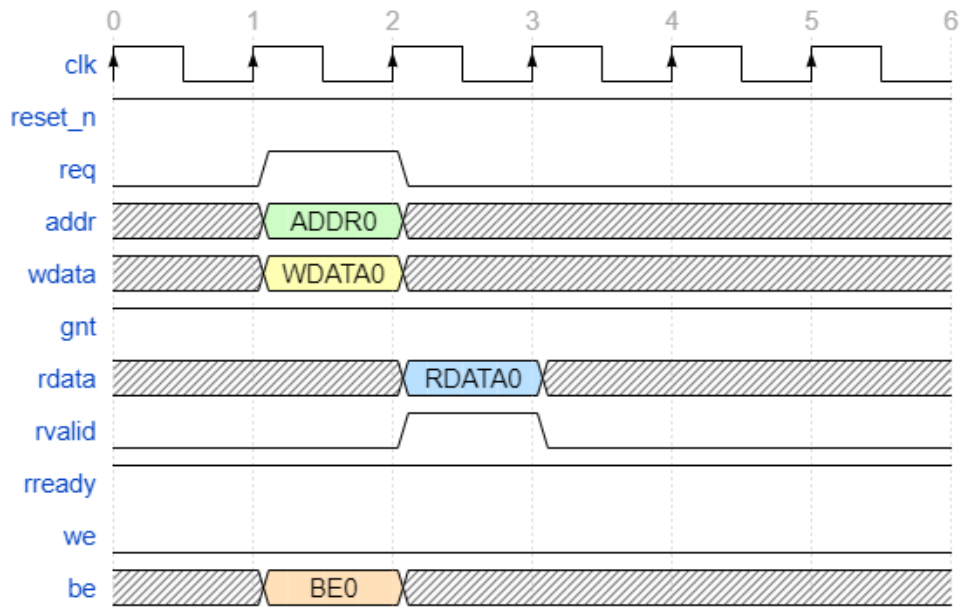 0 1 2 3 4 5 6
clk
reset_n
req
addr ADDR0
wdata WDATA0
gnt
rdata RDATA0
rvalid
rready
we
be BE0